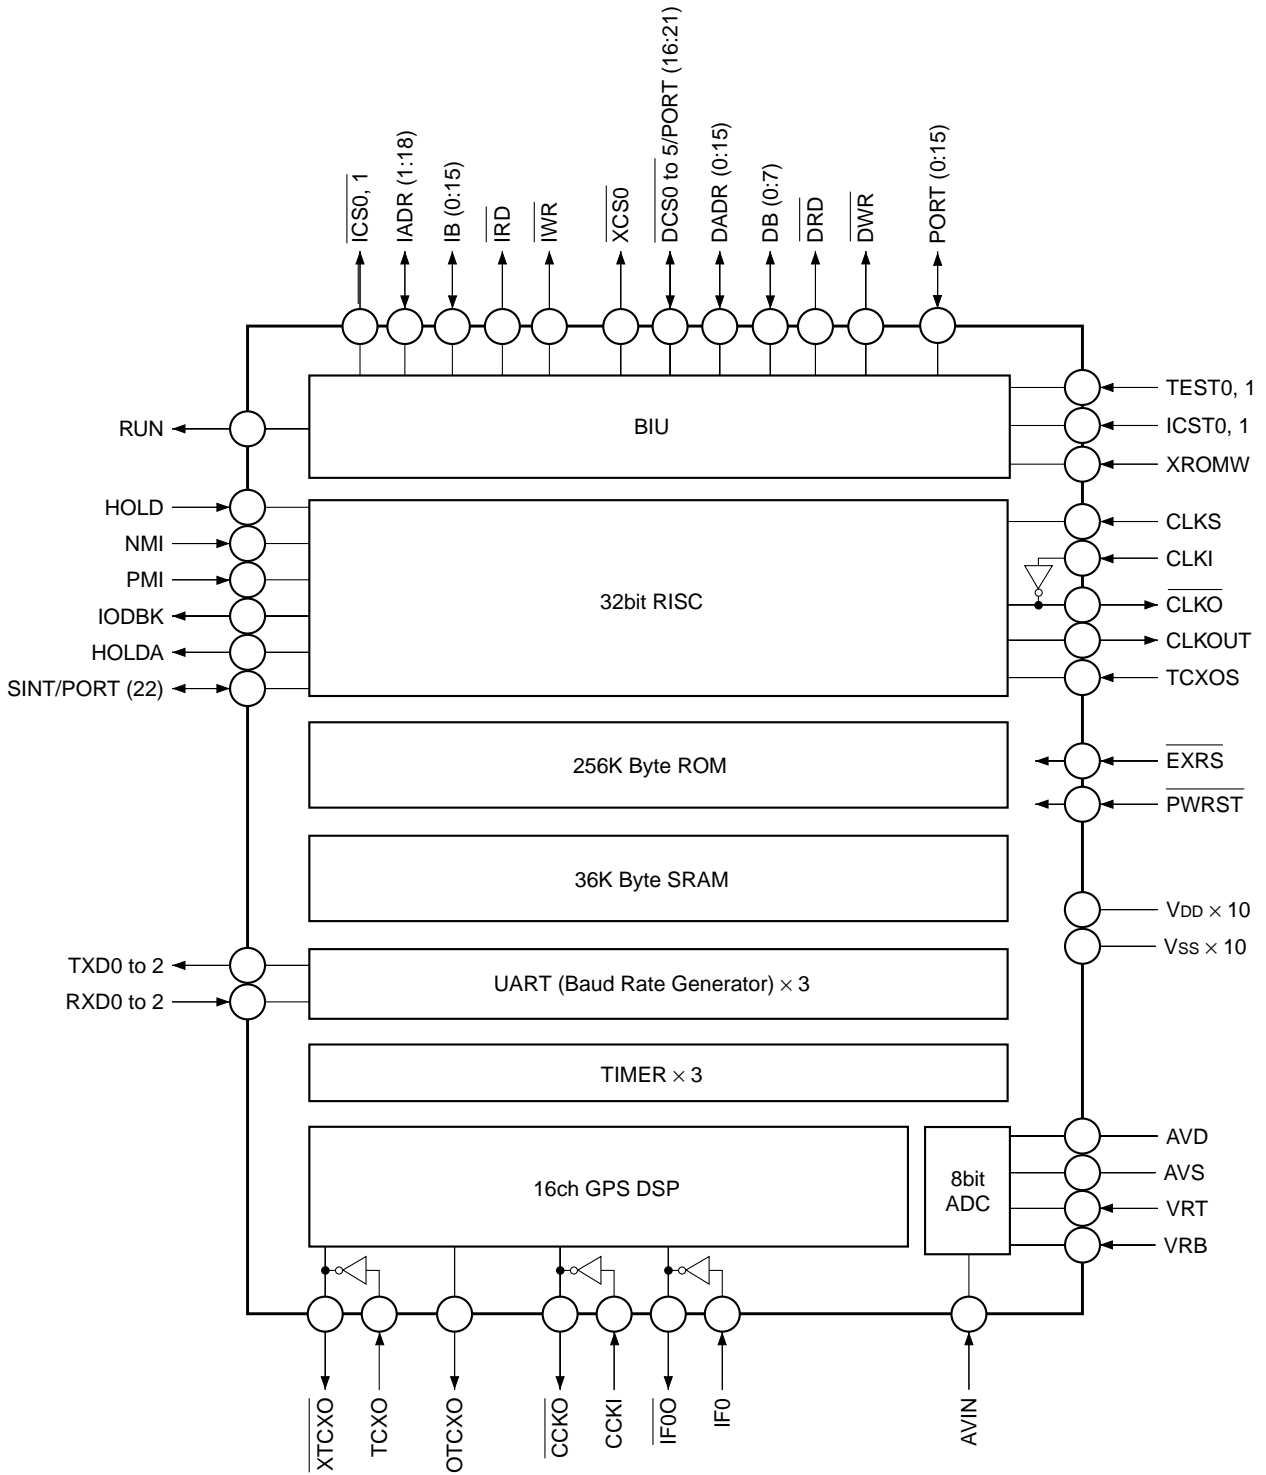 ICS0, 1
IADR (1:18)
IB (0:15)
IRD
IWR
XCS0
DCS0 to 5/PORT (16:21)
DADR (0:15)
DB (0:7)
DRD
DWR
PORT (0:15)
RUN
BIU
TEST0, 1
ICST0, 1
XROMW
HOLD
NMI
PMI
IODBK
HOLDA
SINT/PORT (22)
32bit RISC
CLKS
CLKI
CLKO
CLKOUT
TCXOS
256K Byte ROM
EXRS
PWRST
36K Byte SRAM
VDD × 10
VSS × 10
TXD0 to 2
RXD0 to 2
UART (Baud Rate Generator) × 3
TIMER × 3
16ch GPS DSP
8bit
ADC
AVD
AVS
VRT
VRB
XTCXO
TCXO
OTCXO
CCKO
CCKI
IF0O
IF0
AVIN